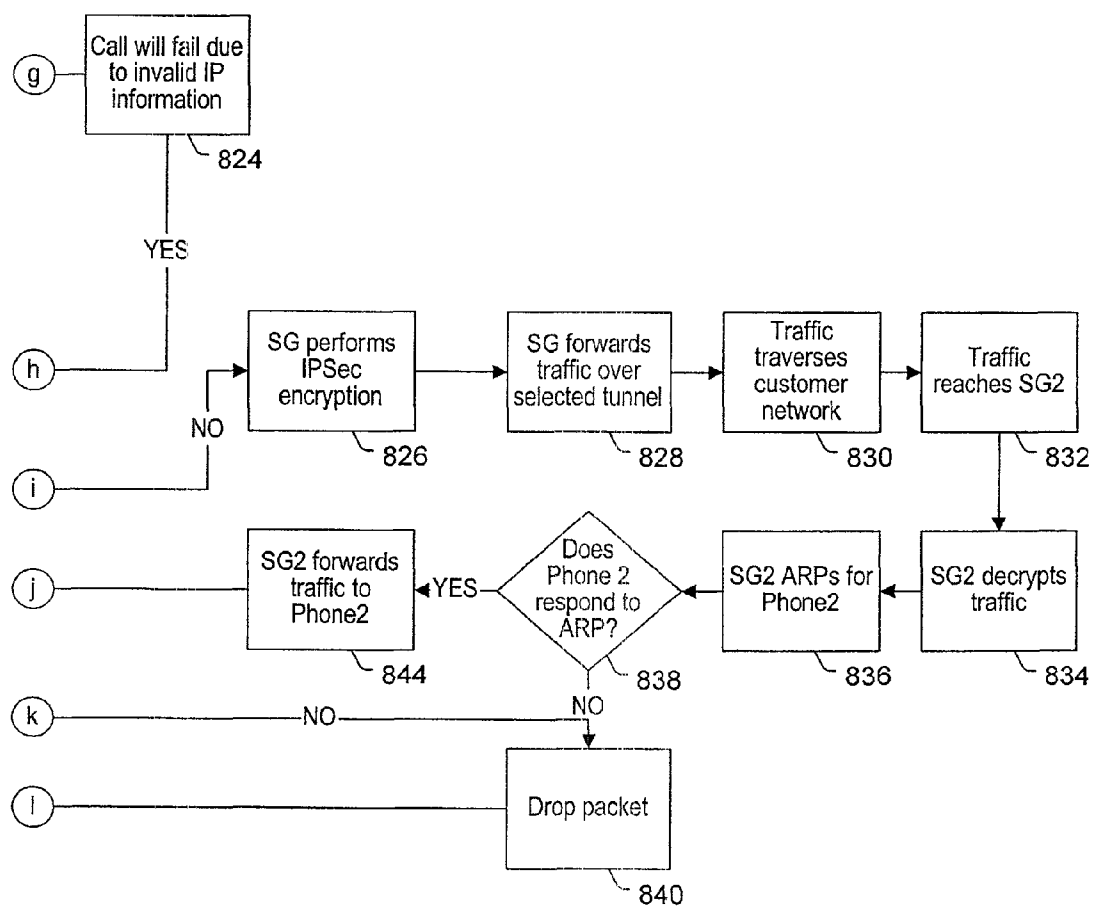 g
Call will fail due
to invalid IP
information
824
YES
h
SG performs
IPSec
encryption
826
SG forwards
traffic over
selected tunnel
828
Traffic
traverses
customer
network
830
Traffic
reaches SG2
832
NO
i
j
SG2 forwards
traffic to
Phone2
844
YES
Does
Phone 2
respond to
ARP?
838
SG2 ARPs for
Phone2
836
SG2 decrypts
traffic
834
k
NO
NO
l
Drop packet
840